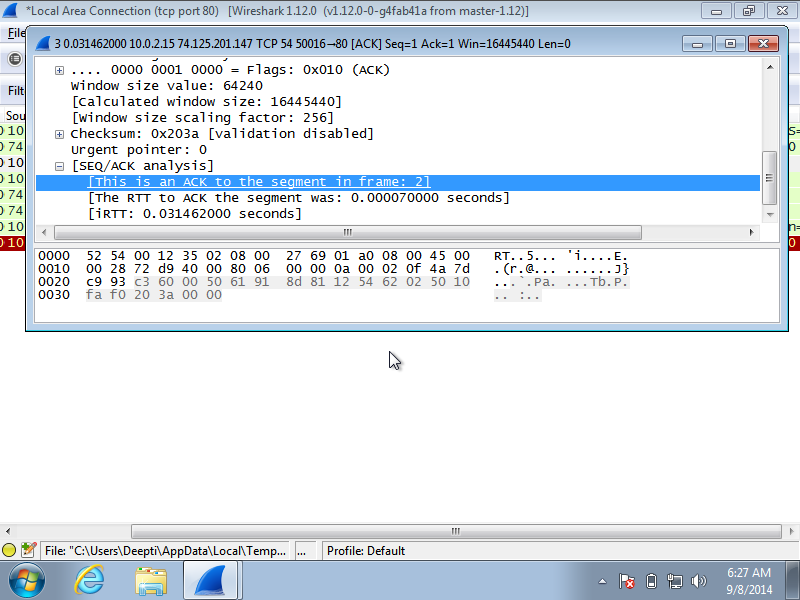 *Local Area Connection (tcp port 80)   [Wireshark 1.12.0  (v1.12.0-0-g4fab41a from master-1.12)]
File
3 0.031462000 10.0.2.15 74.125.201.147 TCP 54 50016→80 [ACK] Seq=1 Ack=1 Win=16445440 Len=0
.... 0000 0001 0000 = Flags: 0x010 (ACK)
Window size value: 64240
[Calculated window size: 16445440]
[Window size scaling factor: 256]
Checksum: 0x203a [validation disabled]
Urgent pointer: 0
[SEQ/ACK analysis]
[This is an ACK to the segment in frame: 2]
[The RTT to ACK the segment was: 0.000070000 seconds]
[iRTT: 0.031462000 seconds]
0000  52 54 00 12 35 02 08 00  27 69 01 a0 08 00 45 00   RT..5... 'i....E.
0010  00 28 72 d9 40 00 80 06  00 00 0a 00 02 0f 4a 7d   .(r.@... ......J}
0020  c9 93 c3 60 00 50 61 91  8d 81 12 54 62 02 50 10   ...`.Pa. ...Tb.P.
0030  fa f0 20 3a 00 00   .. :..
File: "C:\Users\Deepti\AppData\Local\Temp...
...
Profile: Default
6:27 AM
9/8/2014